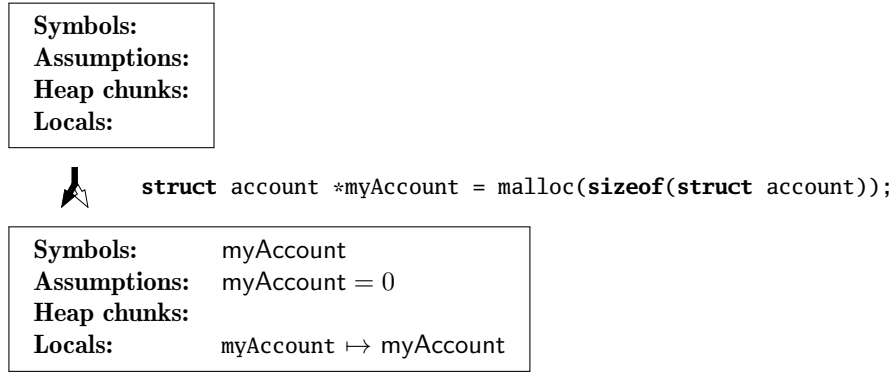 Symbols:
Assumptions:
Heap chunks:
Locals:
struct account *myAccount = malloc(sizeof(struct account));
Symbols: myAccount
Assumptions: myAccount = 0
Heap chunks:
Locals: myAccount ↦ myAccount